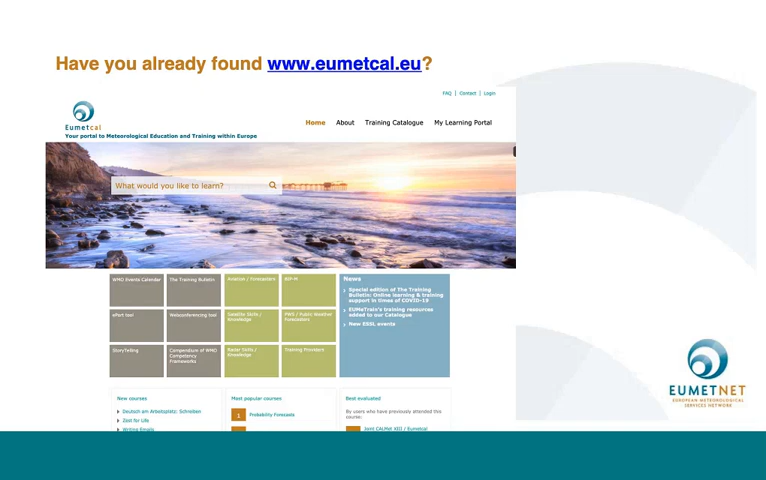 Have you already found www.eumetcal.eu?
FAQ | Contact | Login
Eumetcal
Your portal to Meteorological Education and Training within Europe
Home About Training Catalogue My Learning Portal
What would you like to learn?
WMO Events Calendar
The Training Bulletin
Aviation / Forecasters
BIP-M
ePort tool
Webconferencing tool
Satellite Skills /
Knowledge
PWS / Public Weather
Forecasters
StoryTelling
Compendium of WMO
Competency
Frameworks
Radar Skills /
Knowledge
Training Providers
News
Special edition of The Training
Bulletin: Online learning & training
support in times of COVID-19
EUMeTrain's training resources
added to our Catalogue
New ESSL events
New courses
Deutsch am Arbeitsplatz: Schreiben
Zest for Life
Writing Emails
Most popular courses
1 Probability Forecasts
Best evaluated
By users who have previously attended this
course:
Joint CALMet XIII / Eumetcal
EUMETNET
EUROPEAN METEOROLOGICAL
SERVICES NETWORK